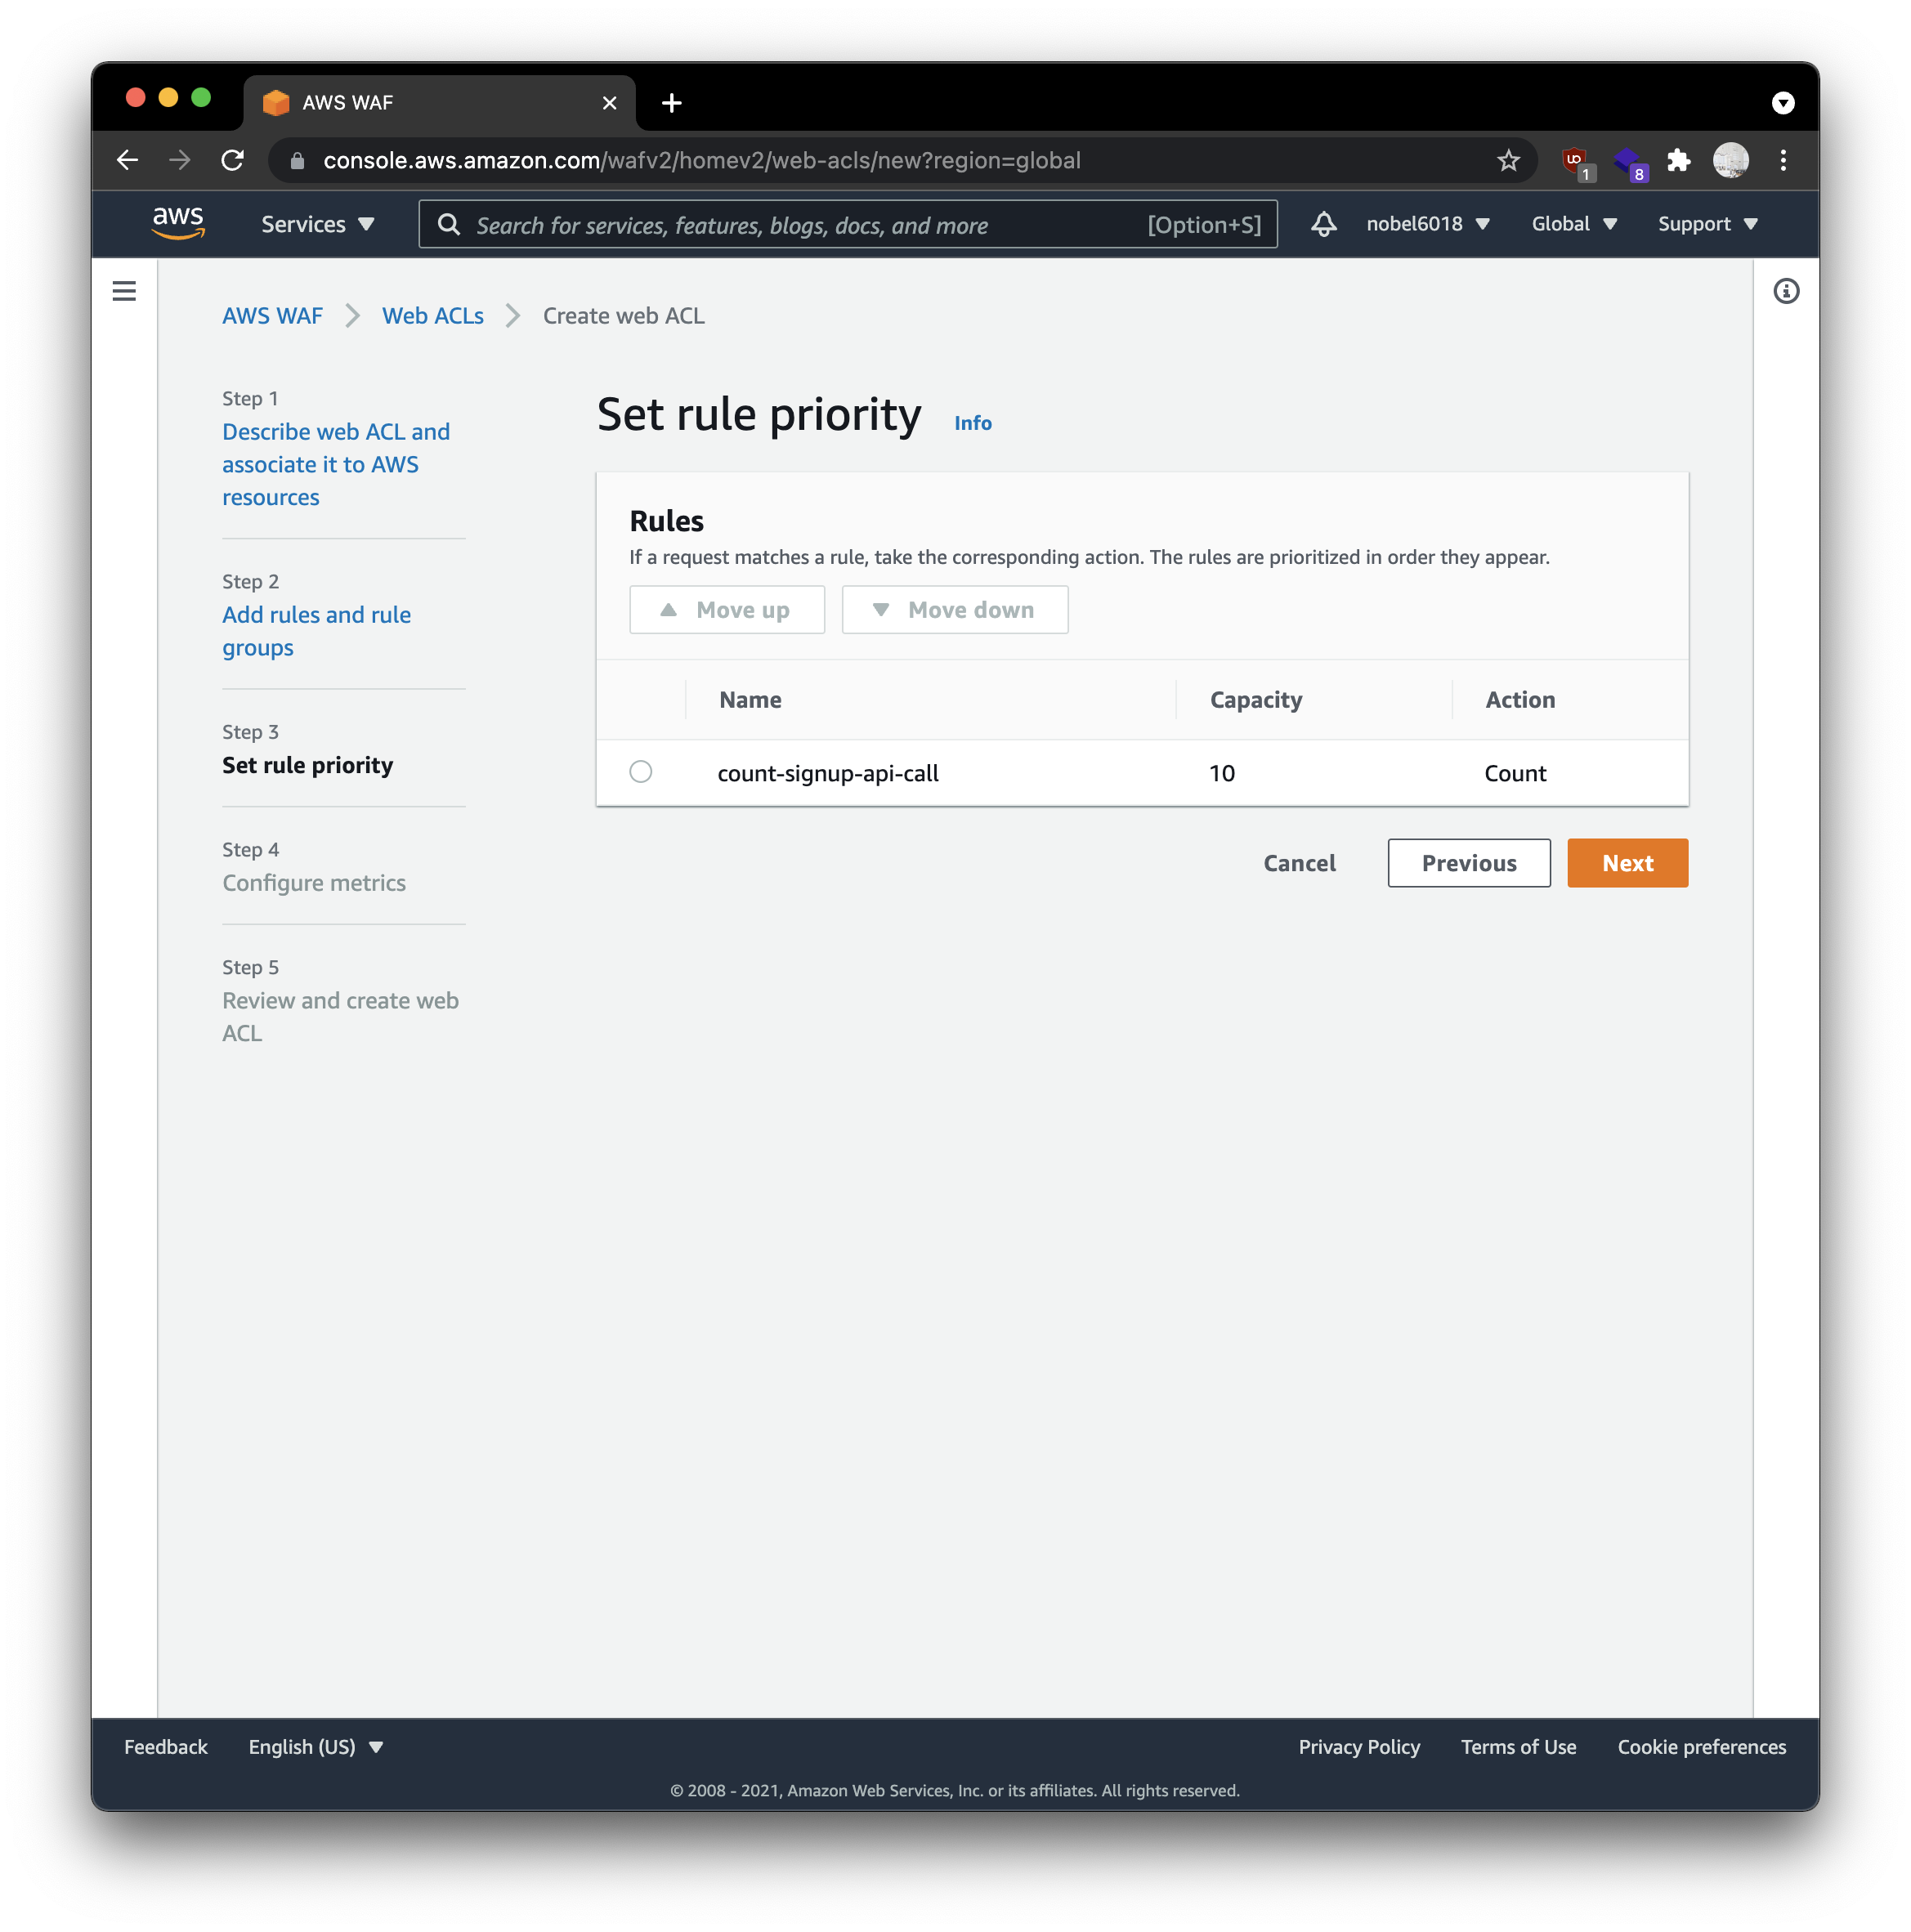 AWS WAF
console.aws.amazon.com/wafv2/homev2/web-acls/new?region=global
1
8
aws
Services
Search for services, features, blogs, docs, and more
[Option+S]
nobel6018
Global
Support
AWS WAF
Web ACLs
Create web ACL
Step 1
Describe web ACL and
associate it to AWS
resources
Step 2
Add rules and rule
groups
Step 3
Set rule priority
Step 4
Configure metrics
Step 5
Review and create web
ACL
Set rule priority Info
Rules
If a request matches a rule, take the corresponding action. The rules are prioritized in order they appear.
Move up
Move down
Name Capacity Action
count-signup-api-call 10 Count
Cancel
Previous
Next
Feedback
English (US)
Privacy Policy
Terms of Use
Cookie preferences
© 2008 - 2021, Amazon Web Services, Inc. or its affiliates. All rights reserved.